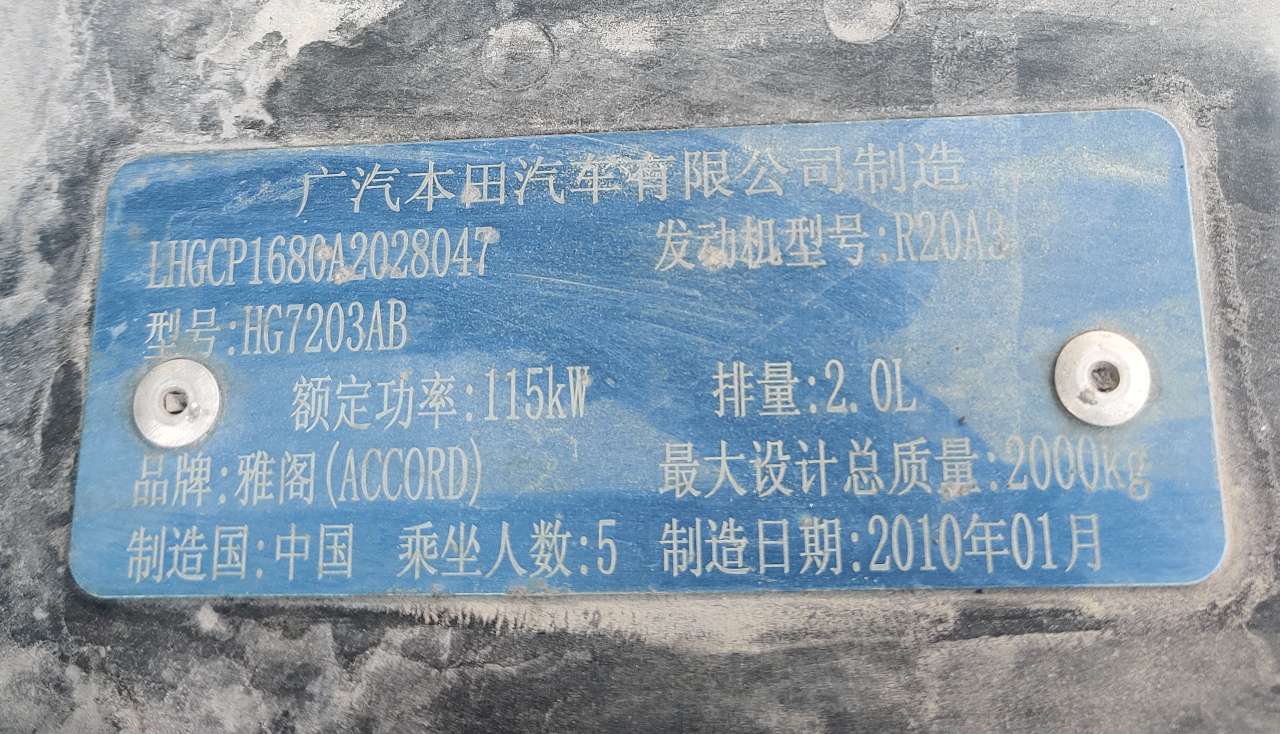 广汽本田汽车有限公司制造
LHGCP1680A2028047 发动机型号:R20A3
型号:HG7203AB
额定功率:115kW 排量:2.0L
品牌:雅阁(ACCORD) 最大设计总质量:2000kg
制造国:中国 乘坐人数:5 制造日期:2010年01月